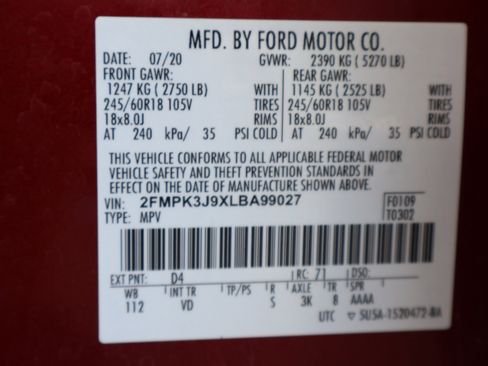 MFD. BY FORD MOTOR CO.
DATE: 07/20 GVWR: 2390 KG ( 5270 LB)
FRONT GAWR: REAR GAWR:
1247 KG ( 2750 LB) WITH 1145 KG ( 2525 LB) WITH
245/60R18 105V TIRES 245/60R18 105V TIRES
18x8.0J RIMS 18x8.0J RIMS
AT 240 kPa/ 35 PSI COLD AT 240 kPa/ 35 PSI COLD
THIS VEHICLE CONFORMS TO ALL APPLICABLE FEDERAL MOTOR
VEHICLE SAFETY AND THEFT PREVENTION STANDARDS IN
EFFECT ON THE DATE OF MANUFACTURE SHOWN ABOVE.
VIN: 2FMPK3J9XLBA99027 F0109
TYPE: MPV T0302
EXT PNT: D4 RC: 71 DSO:
WB INT TR TP/PS R AXLE TR SPR
112 VD S 3K 8 AAAA
UTC ▽ 5U5A-1520472-BA